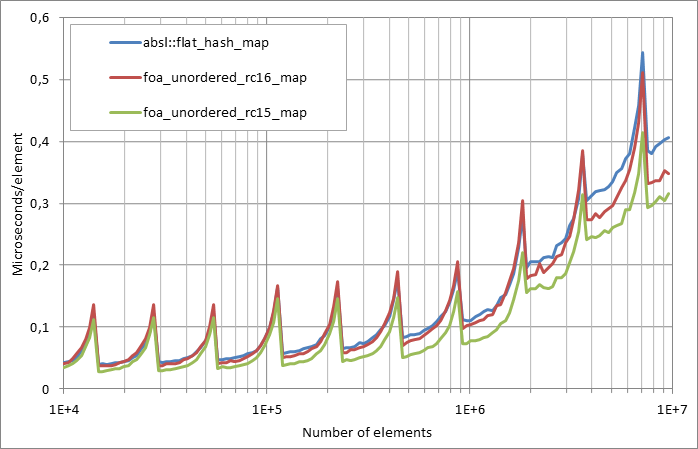 0,6
absl::flat_hash_map
0,5
foa_unordered_rc16_map
foa_unordered_rc15_map
0,4
Microseconds/element
0,3
0,2
0,1
0
1E+4
1E+5
1E+6
1E+7
Number of elements